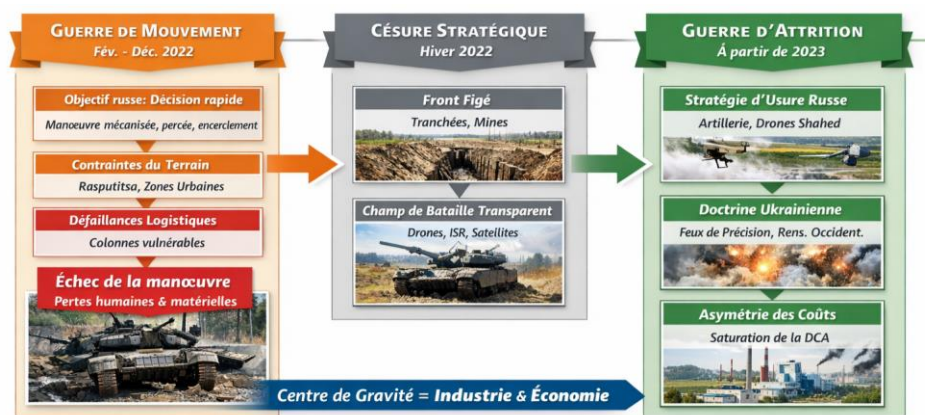 GUERRE DE MOUVEMENT
Fév. - Déc. 2022
Objectif russe: Décision rapide
Manœuvre mécanisée, percée, encerclement
Contraintes du Terrain
Rasputitsa, Zones Urbaines
Défaillances Logistiques
Colonnes vulnérables
Échec de la manœuvre
Pertes humaines & matérielles
CÉSURE STRATÉGIQUE
Hiver 2022
Front Figé
Tranchées, Mines
Champ de Bataille Transparent
Drones, ISR, Satellites
GUERRE D'ATTRITION
À partir de 2023
Stratégie d'Usure Russe
Artillerie, Drones Shahed
Doctrine Ukrainienne
Feux de Précision, Rens. Occident.
Asymétrie des Coûts
Saturation de la DCA
Centre de Gravité = Industrie & Économie